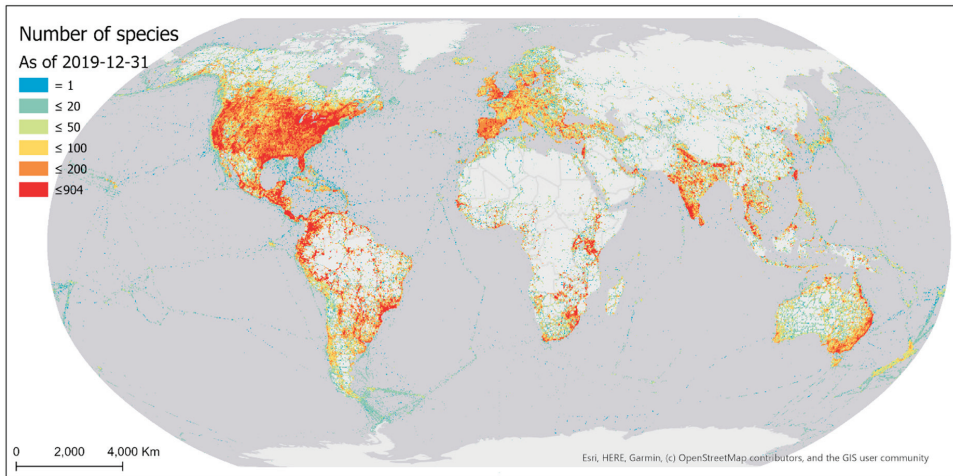 Number of species
As of 2019-12-31
= 1
≤ 20
≤ 50
≤ 100
≤ 200
≤904
0 2,000 4,000 Km
Esri, HERE, Garmin, (c) OpenStreetMap contributors, and the GIS user community